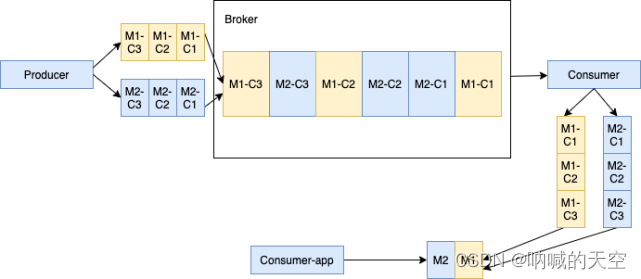 Broker
M1-C3 M1-C2 M1-C1
Producer
M2-C3 M2-C2 M2-C1
M1-C3 M2-C3 M1-C2 M2-C2 M2-C1 M1-C1
Consumer
M1-C1 M2-C1
M1-C2 M2-C2
M1-C3 M2-C3
Consumer-app
M2 M1
CSDN @呐喊的天空